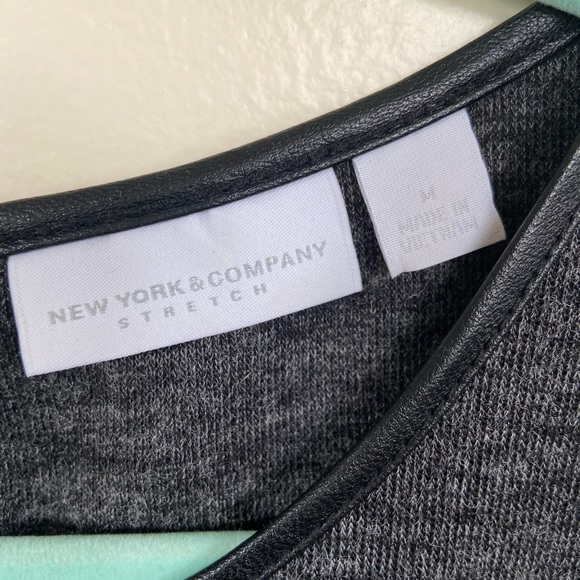 NEW YORK & COMPANY
STRETCH
M
MADE IN
VIETNAM